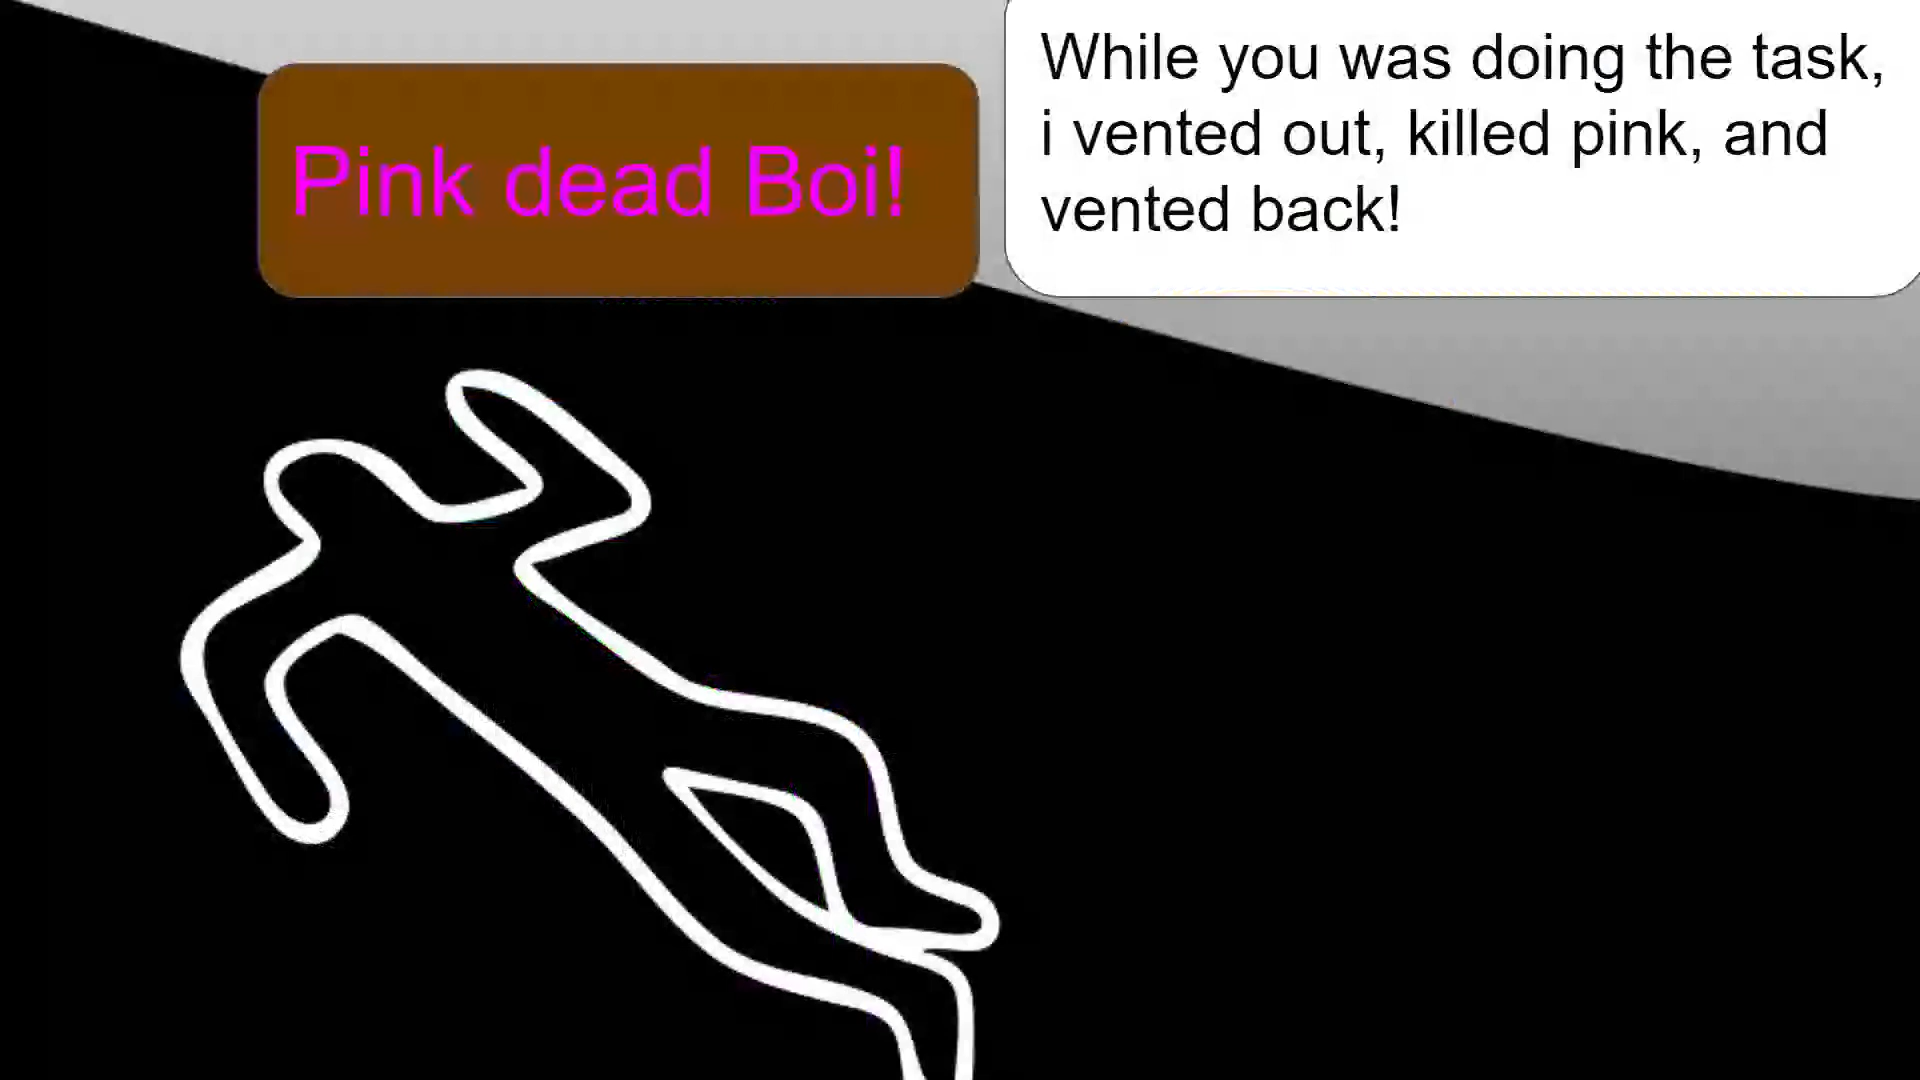 Pink dead Boi!
While you was doing the task,
i vented out, killed pink, and
vented back!